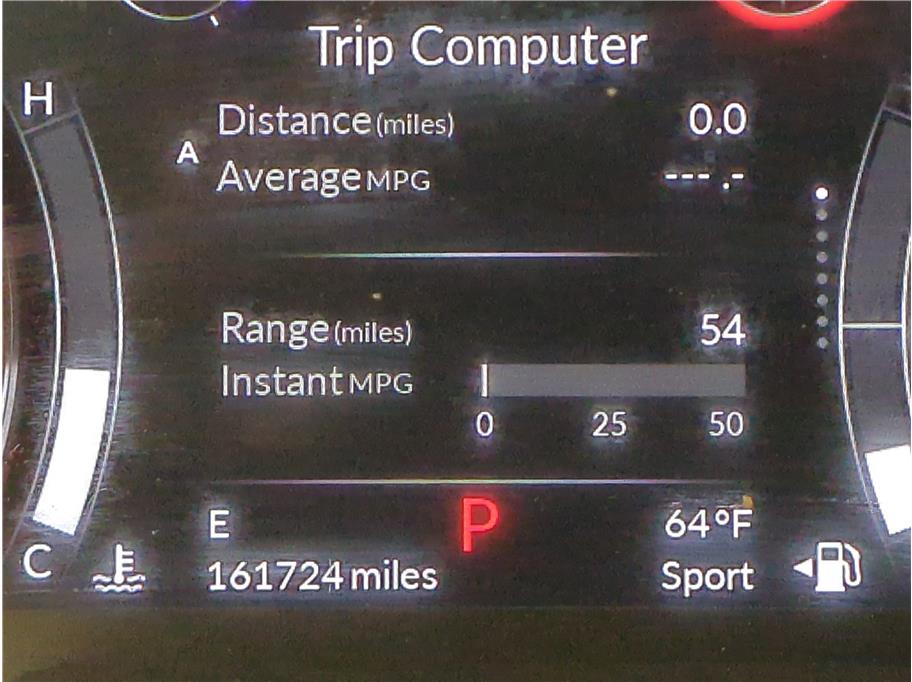 Trip Computer
H
Distance (miles) 0.0
A
Average MPG --- .-
Range (miles) 54
Instant MPG
0 25 50
E P 64°F
C 161724 miles Sport